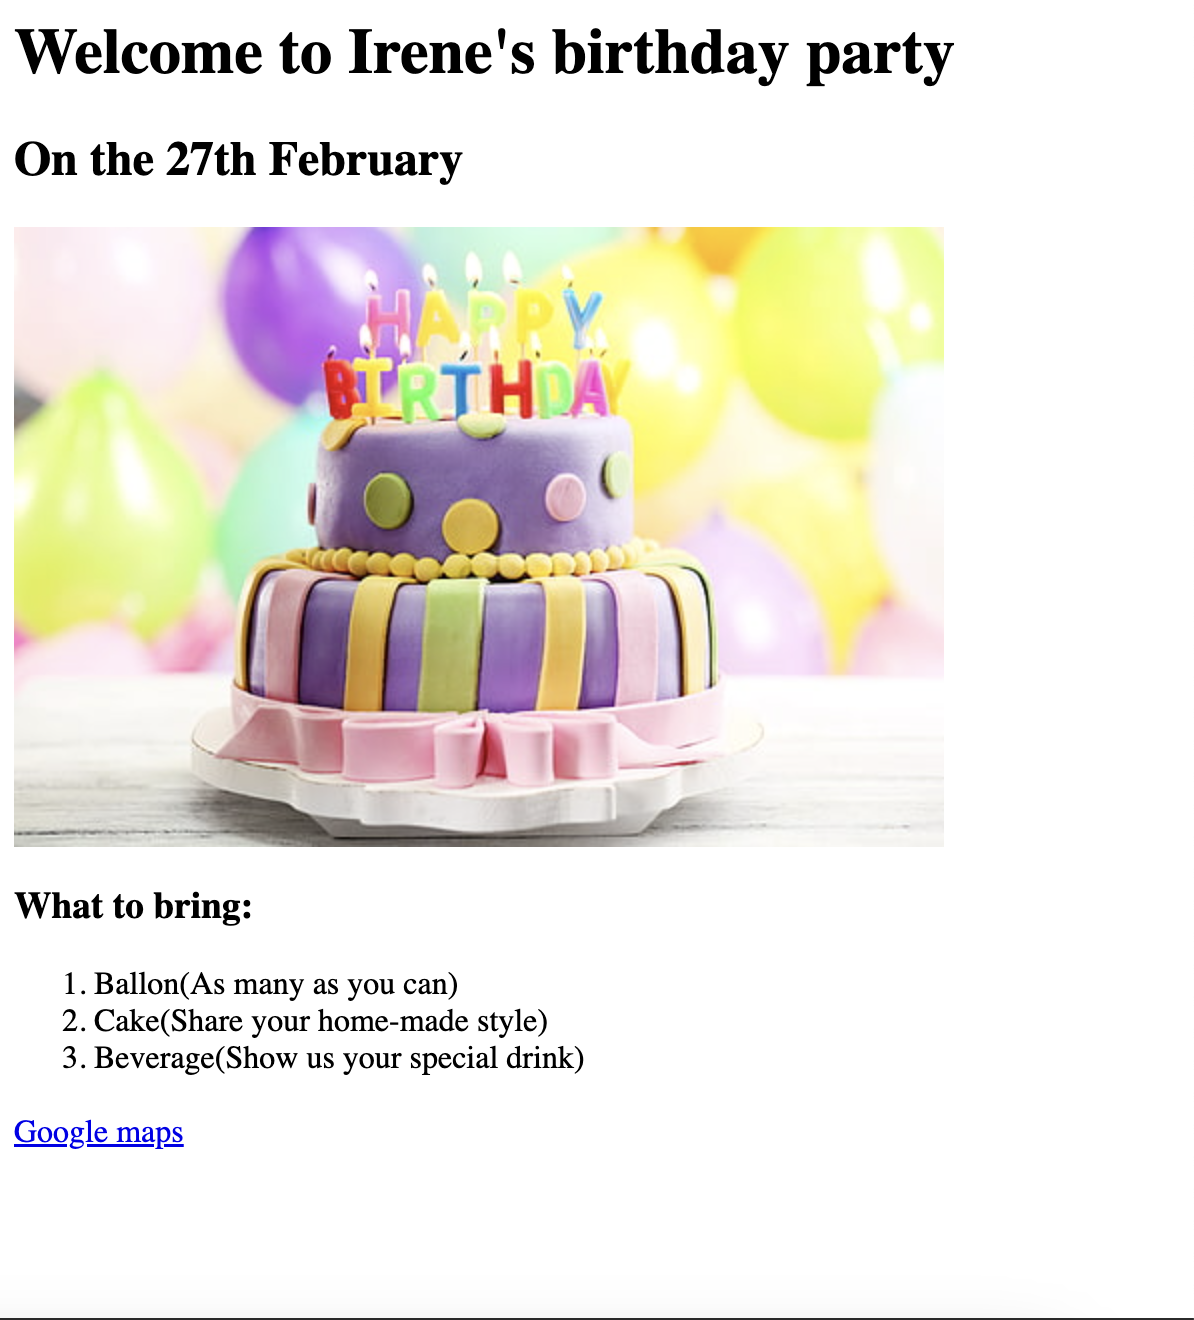 Welcome to Irene's birthday party
On the 27th February
HAPPY
BIRTHDAY
What to bring:
1. Ballon(As many as you can)
2. Cake(Share your home-made style)
3. Beverage(Show us your special drink)
Google maps